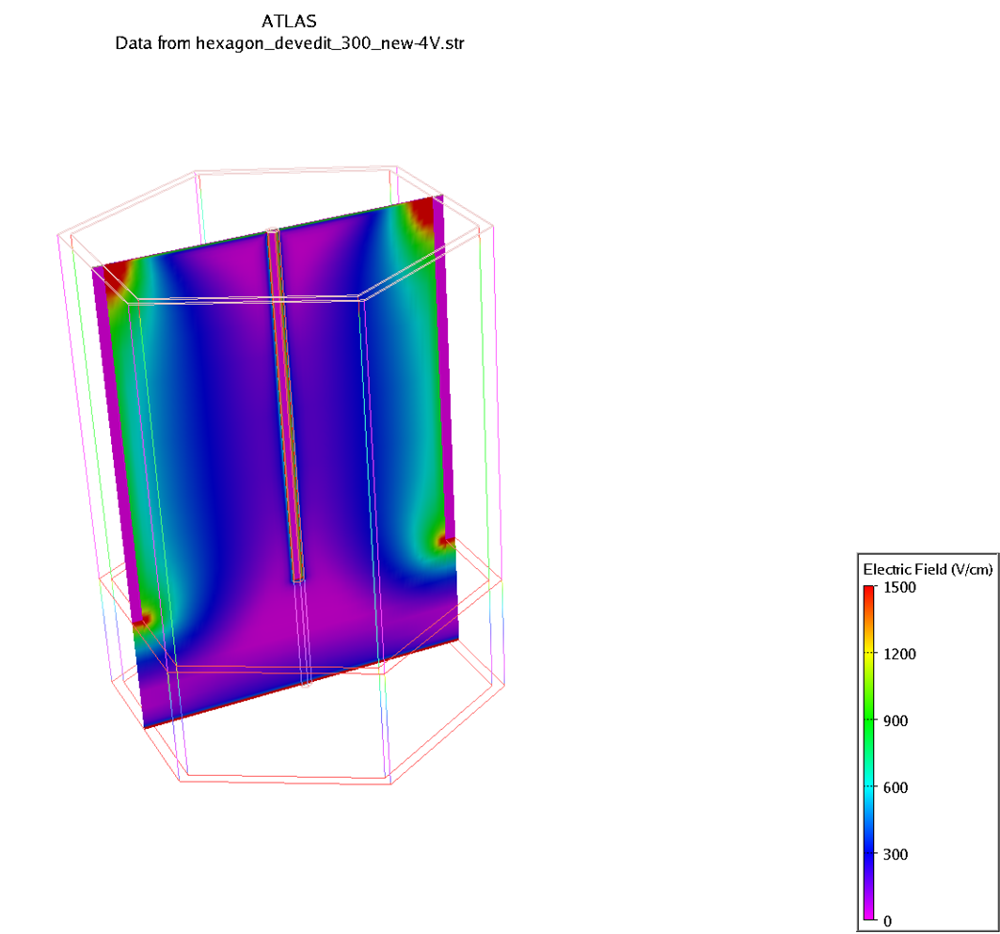 ATLAS
Data from hexagon_devedit_300_new-4V.str
Electric Field (V/cm)
1500
1200
900
600
300
0